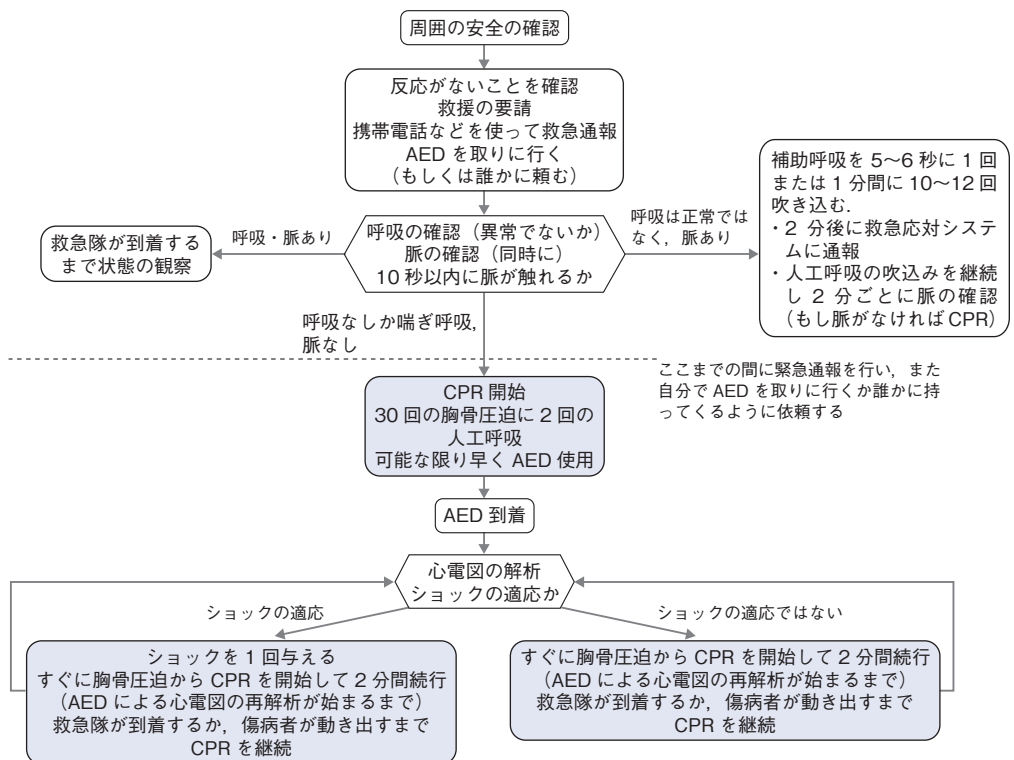 周囲の安全の確認
反応がないことを確認
救援の要請
携帯電話などを使って救急通報
AED を取りに行く
（もしくは誰かに頼む）
呼吸・脈あり
救急隊が到着する
まで状態の観察
呼吸の確認（異常でないか）
脈の確認（同時に）
10 秒以内に脈が触れるか
呼吸は正常では
なく，脈あり
補助呼吸を 5〜6 秒に 1 回
または 1 分間に 10〜12 回
吹き込む.
・2 分後に救急応対システ
ムに通報
・人工呼吸の吹込みを継続
し 2 分ごとに脈の確認
（もし脈がなければ CPR）
呼吸なしか喘ぎ呼吸，
脈なし
ここまでの間に緊急通報を行い，また
自分で AED を取りに行くか誰かに持
ってくるように依頼する
CPR 開始
30 回の胸骨圧迫に 2 回の
人工呼吸
可能な限り早く AED 使用
AED 到着
心電図の解析
ショックの適応か
ショックの適応
ショックの適応ではない
ショックを 1 回与える
すぐに胸骨圧迫から CPR を開始して 2 分間続行
（AED による心電図の再解析が始まるまで）
救急隊が到着するか，傷病者が動き出すまで
CPR を継続
すぐに胸骨圧迫から CPR を開始して 2 分間続行
（AED による心電図の再解析が始まるまで）
救急隊が到着するか，傷病者が動き出すまで
CPR を継続